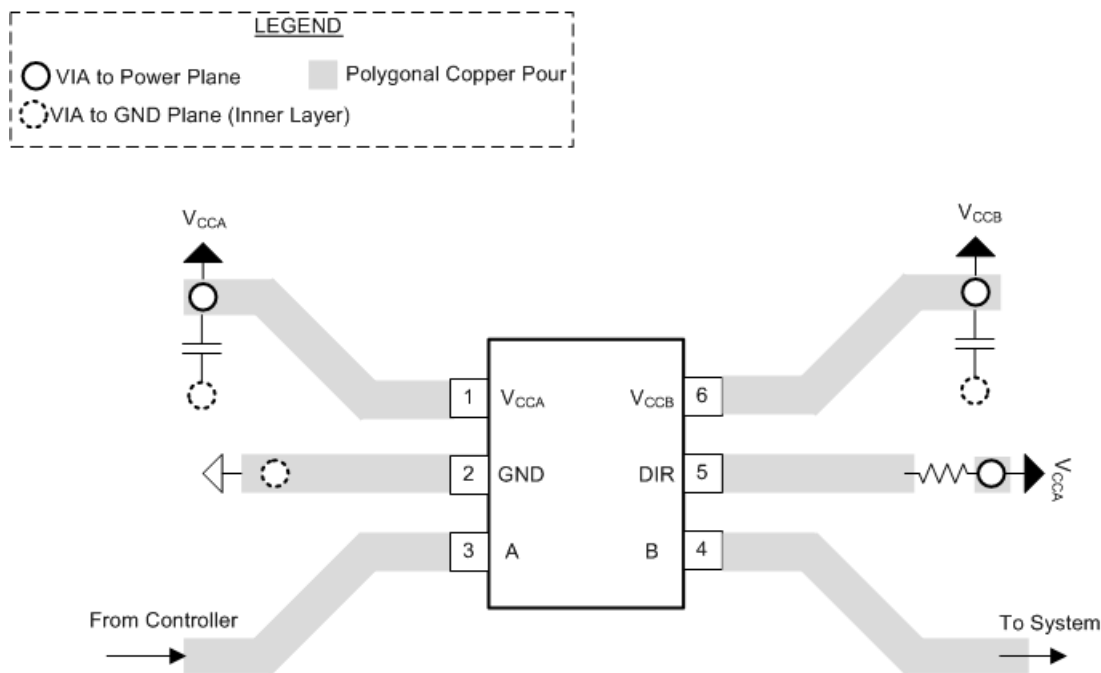 LEGEND
VIA to Power Plane
Polygonal Copper Pour
VIA to GND Plane (Inner Layer)
VCCA
VCCB
1
VCCA
VCCB
6
2
GND
DIR
5
VCCA
3
A
B
4
From Controller
To System